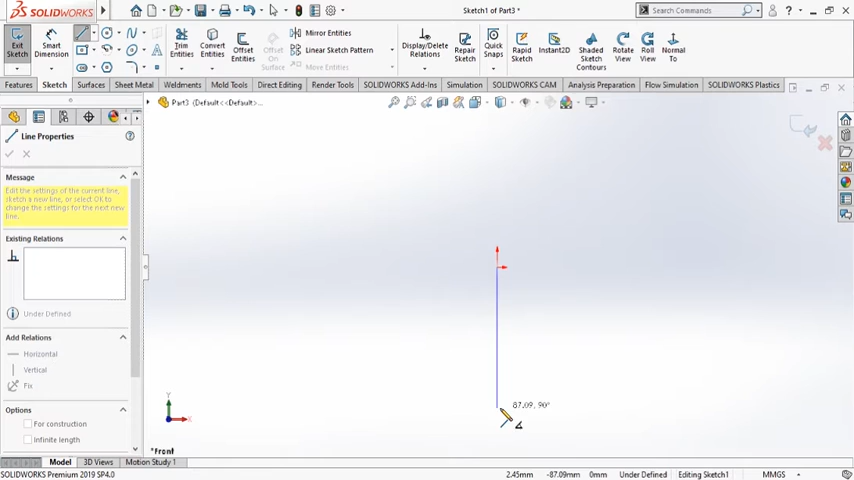 SOLIDWORKS
Sketch1 of Part3 *
Search Commands
Exit Sketch
Smart Dimension
Trim Entities
Convert Entities
Offset Entities
Offset On Surface
Mirror Entities
Linear Sketch Pattern
Move Entities
Display/Delete Relations
Repair Sketch
Quick Snaps
Rapid Sketch
Instant2D
Shaded Sketch Contours
Rotate View
Roll View
Normal To
Features
Sketch
Surfaces
Sheet Metal
Weldments
Mold Tools
Direct Editing
Render Tools
SOLIDWORKS Add-Ins
Simulation
SOLIDWORKS CAM
Analysis Preparation
Flow Simulation
SOLIDWORKS Plastics
Part3 (Default<<Default>...
Line Properties
Message
Edit the settings of the current line,
sketch a new line, or select OK to
change the settings for the next new
line.
Existing Relations
Under Defined
Add Relations
Horizontal
Vertical
Fix
Options
For construction
Infinite length
87.09, 90°
Y
X
*Front
Model
3D Views
Motion Study 1
SOLIDWORKS Premium 2019 SP4.0
2.45mm
-87.09mm
0mm
Under Defined
Editing Sketch1
MMGS